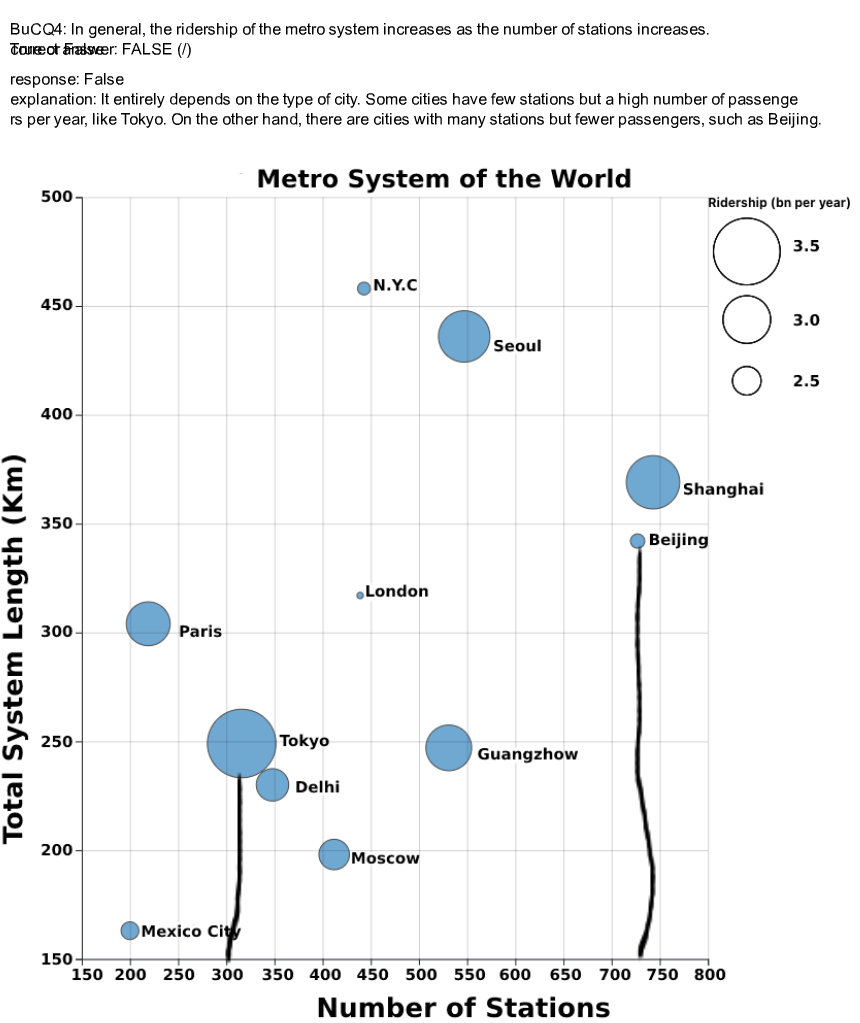 BuCQ4: In general, the ridership of the metro system increases as the number of stations increases.
True or False
correct answer: FALSE (/)
response: False
explanation: It entirely depends on the type of city. Some cities have few stations but a high number of passenge
rs per year, like Tokyo. On the other hand, there are cities with many stations but fewer passengers, such as Beijing.
Metro System of the World
Ridership (bn per year)
3.5
3.0
2.5
Total System Length (Km)
500
450
400
350
300
250
200
150
N.Y.C
Seoul
Shanghai
Beijing
London
Paris
Tokyo
Guangzhow
Delhi
Moscow
Mexico City
150 200 250 300 350 400 450 500 550 600 650 700 750 800
Number of Stations